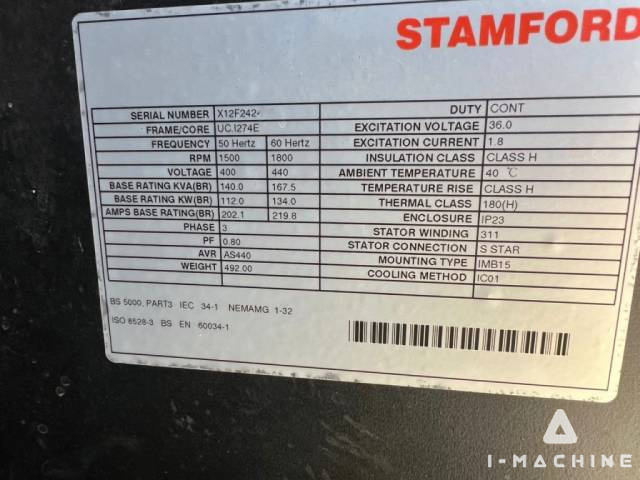 STAMFORD
SERIAL NUMBER X12F242
FRAME/CORE UC.I274E
FREQUENCY 50 Hertz 60 Hertz
RPM 1500 1800
VOLTAGE 400 440
BASE RATING KVA(BR) 140.0 167.5
BASE RATING KW(BR) 112.0 134.0
AMPS BASE RATING(BR) 202.1 219.8
PHASE 3
PF 0.80
AVR AS440
WEIGHT 492.00
DUTY CONT
EXCITATION VOLTAGE 36.0
EXCITATION CURRENT 1.8
INSULATION CLASS CLASS H
AMBIENT TEMPERATURE 40 ℃
TEMPERATURE RISE CLASS H
THERMAL CLASS 180(H)
ENCLOSURE IP23
STATOR WINDING 311
STATOR CONNECTION S STAR
MOUNTING TYPE IMB15
COOLING METHOD IC01
BS 5000, PART3 IEC 34-1 NEMAMG 1-32
ISO 8528-3 BS EN 60034-1
I-MACHINE